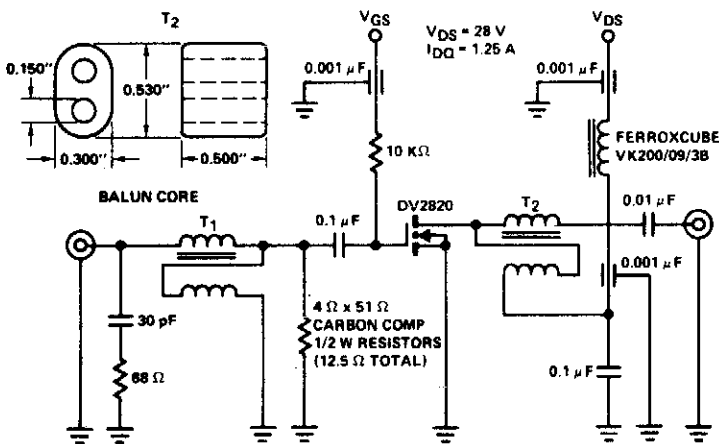 T2
0.150"
0.530"
0.300"
0.500"
BALUN CORE
VGS
VDS = 28 V
IDQ = 1.25 A
VDS
0.001 μF
0.001 μF
FERROXCUBE
VK200/09/3B
10 KΩ
DV2820
T1
0.1 μF
T2
0.01 μF
0.001 μF
30 pF
68 Ω
4 Ω x 51 Ω
CARBON COMP
1/2 W RESISTORS
(12.5 Ω TOTAL)
0.1 μF